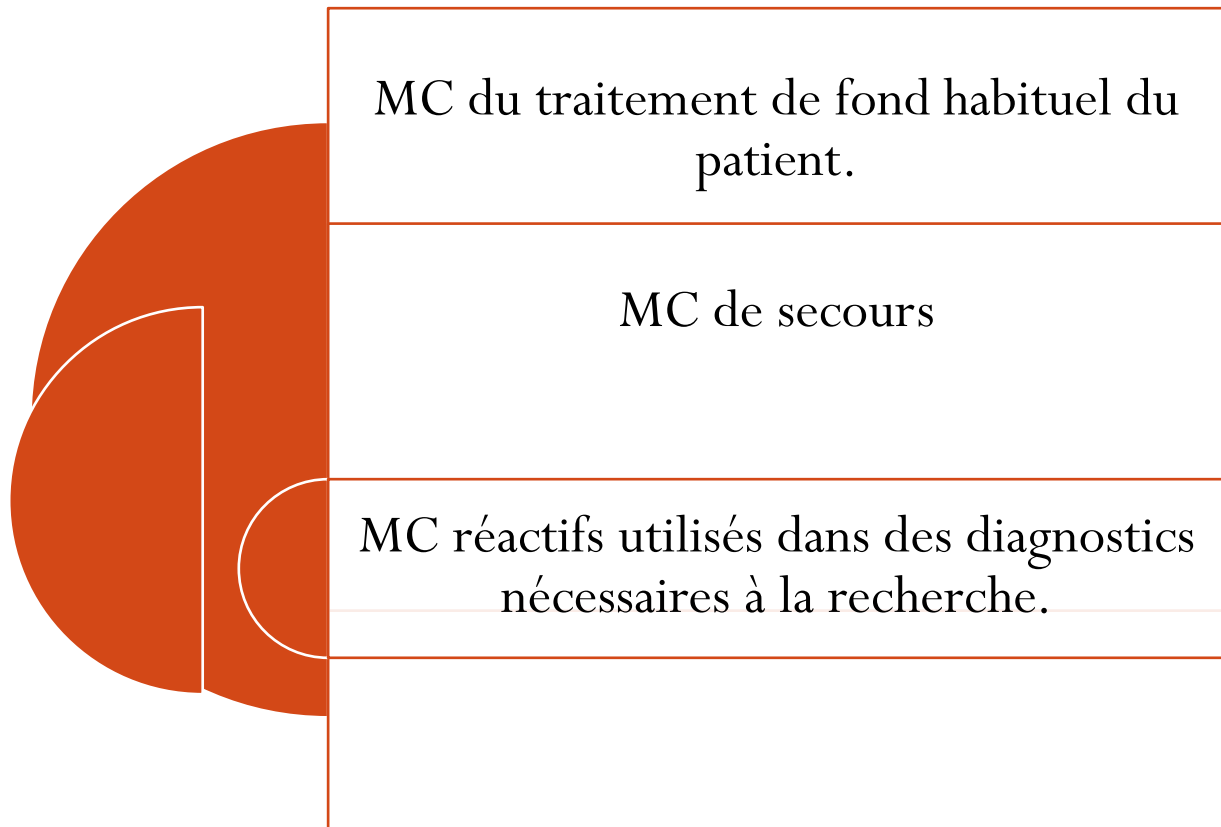 MC du traitement de fond habituel du
patient.
MC de secours
MC réactifs utilisés dans des diagnostics
nécessaires à la recherche.